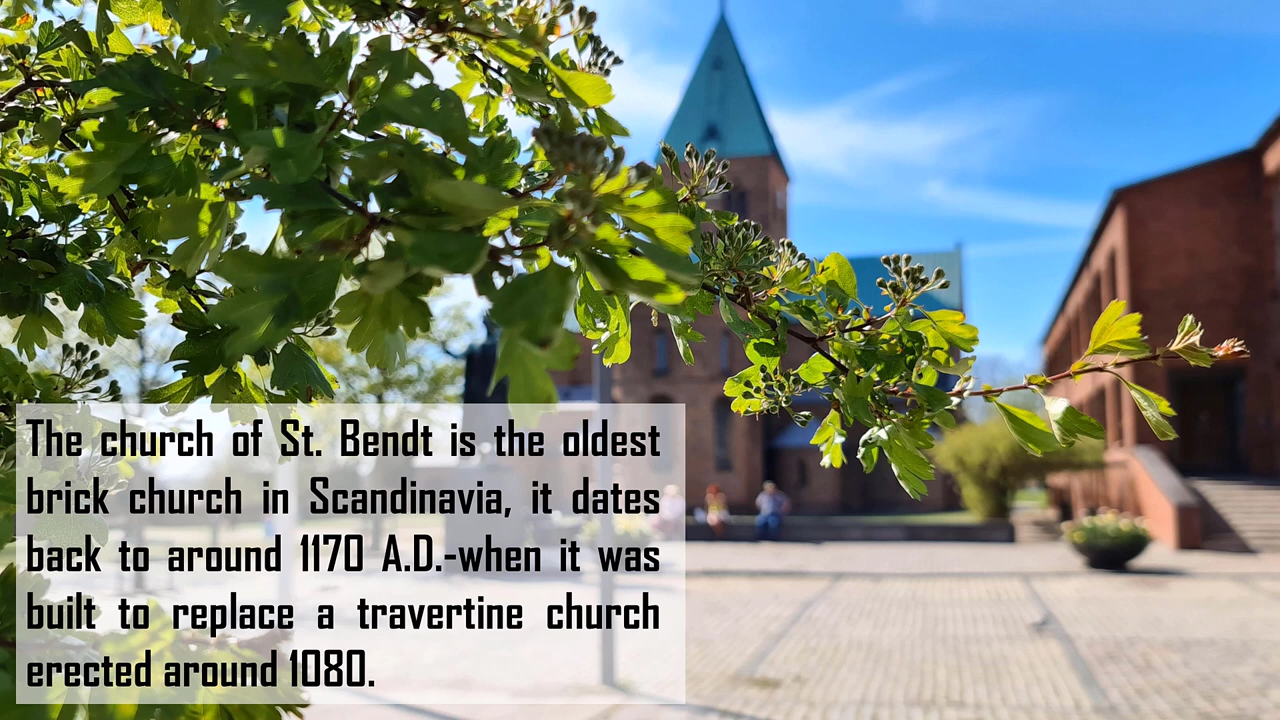 The church of St. Bendt is the oldest
brick church in Scandinavia, it dates
back to around 1170 A.D.-when it was
built to replace a travertine church
erected around 1080.